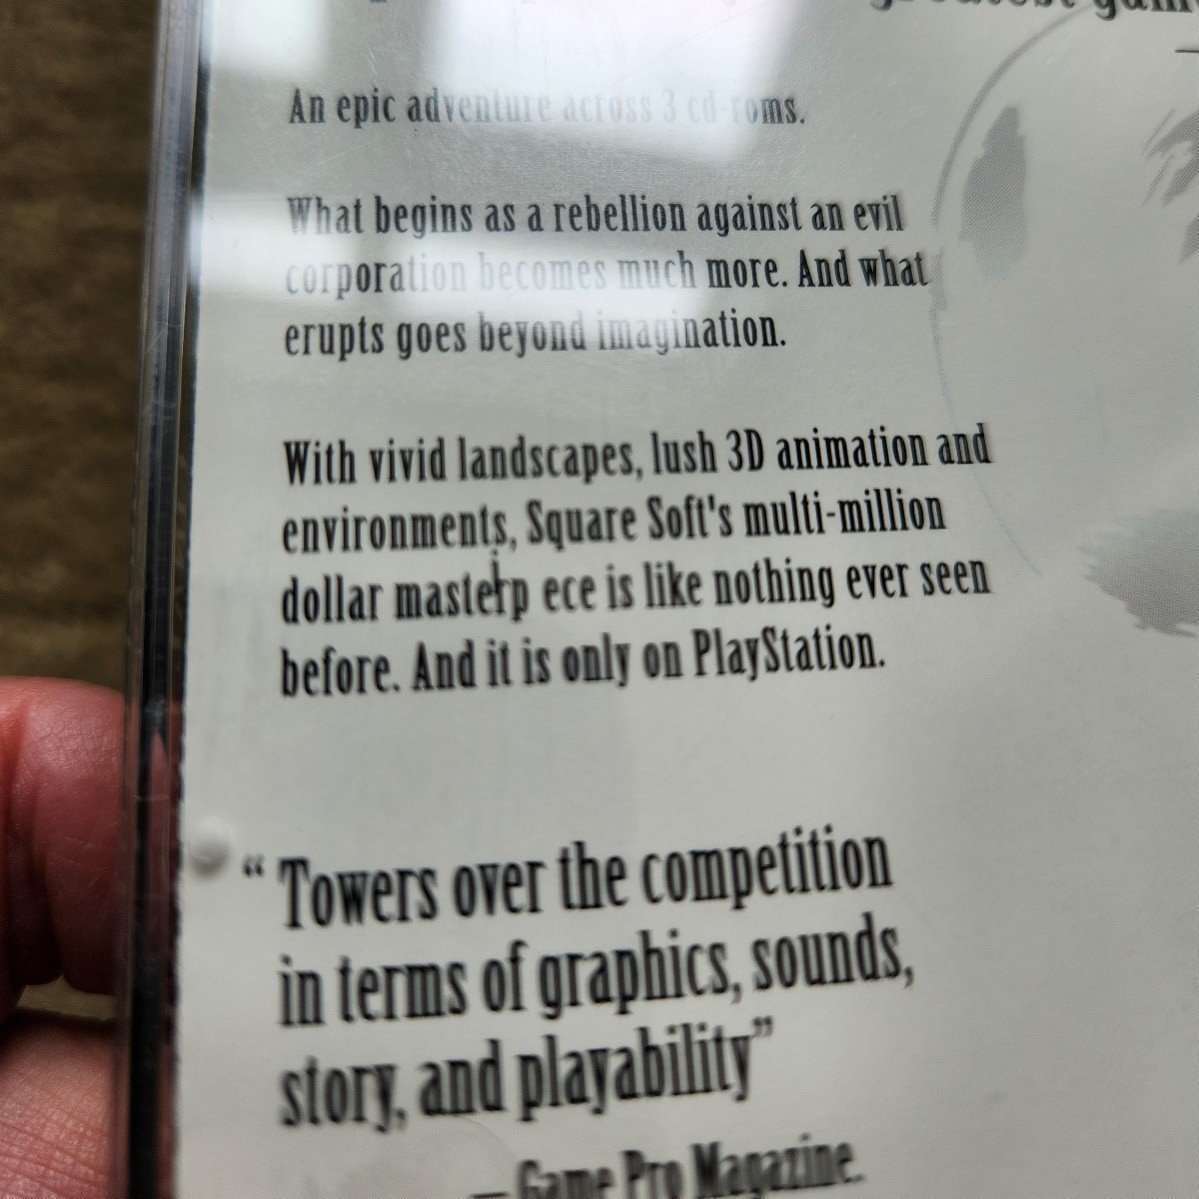 greatest gam
An epic adventure across 3 cd-roms.
What begins as a rebellion against an evil
corporation becomes much more. And what
erupts goes beyond imagination.
With vivid landscapes, lush 3D animation and
environments, Square Soft's multi-million
dollar masterp ece is like nothing ever seen
before. And it is only on PlayStation.
“Towers over the competition
in terms of graphics, sounds,
story, and playability”
– Game Pro Magazine.